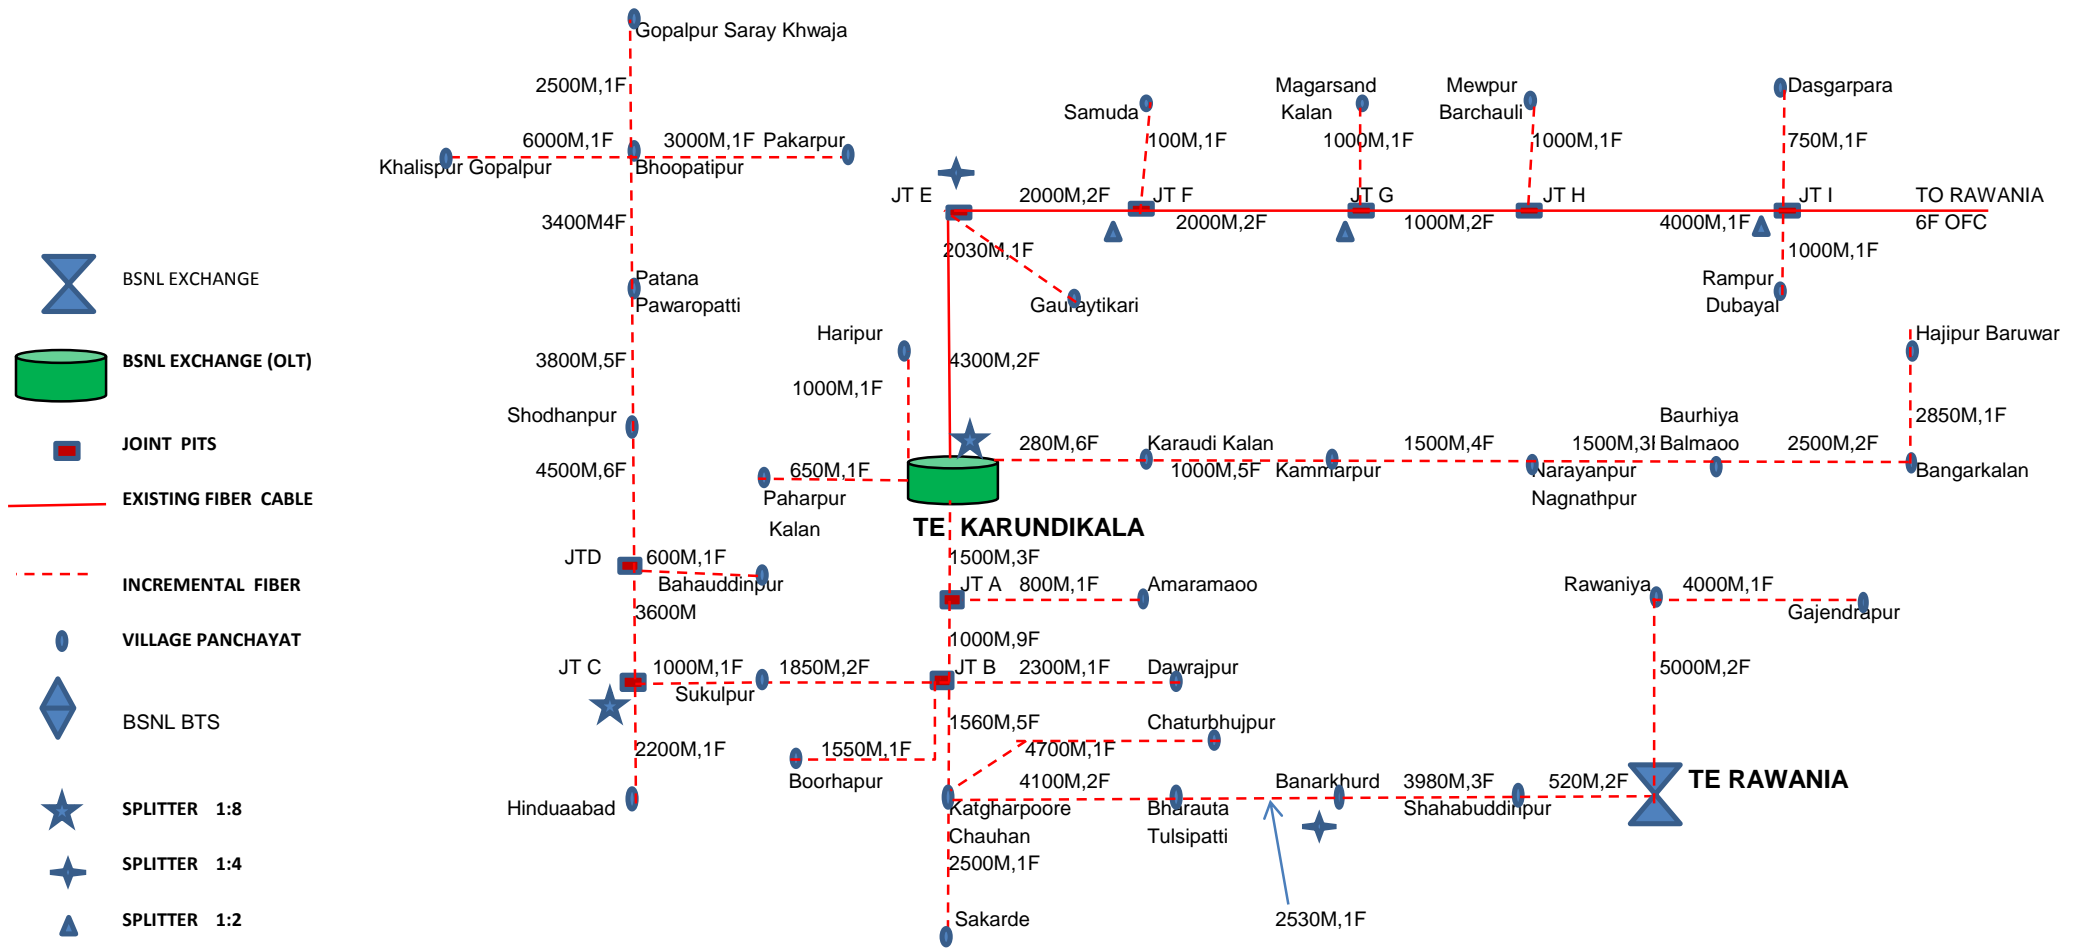 Gopalpur Saray Khwaja
2500M,1F
6000M,1F
3000M,1F
Pakarpur
Khalispur Gopalpur
Bhoopatipur
3400M4F
Patana
Pawaropatti
3800M,5F
Shodhanpur
4500M,6F
JTD
600M,1F
Bahauddinpur
3600M
JT C
1000M,1F
Sukulpur
1850M,2F
2200M,1F
Hinduaabad
BSNL EXCHANGE
BSNL EXCHANGE (OLT)
JOINT PITS
EXISTING FIBER CABLE
INCREMENTAL FIBER
VILLAGE PANCHAYAT
BSNL BTS
SPLITTER 1:8
SPLITTER 1:4
SPLITTER 1:2
Samuda
100M,1F
Magarsand
Kalan
1000M,1F
Mewpur
Barchauli
1000M,1F
Dasgarpara
750M,1F
JT E
2000M,2F
JT F
2000M,2F
JT G
1000M,2F
JT H
4000M,1F
JT I
TO RAWANIA
6F OFC
2030M,1F
Gauraytikari
1000M,1F
Rampur
Dubayal
Haripur
1000M,1F
4300M,2F
650M,1F
Paharpur
Kalan
TE KARUNDIKALA
280M,6F
Karaudi Kalan
1000M,5F
Kammarpur
1500M,4F
Narayanpur
Nagnathpur
1500M,3F
Baurhiya
Balmaoo
2500M,2F
Bangarkalan
2850M,1F
Hajipur Baruwar
1500M,3F
JT A
800M,1F
Amaramaoo
1000M,9F
JT B
2300M,1F
Dawrajpur
1560M,5F
Chaturbhujpur
4700M,1F
1550M,1F
Boorhapur
4100M,2F
Katgharpoore
Chauhan
Bharauta
Tulsipatti
Banarkhurd
3980M,3F
Shahabuddinpur
520M,2F
TE RAWANIA
2500M,1F
Sakarde
2530M,1F
Rawaniya
4000M,1F
Gajendrapur
5000M,2F